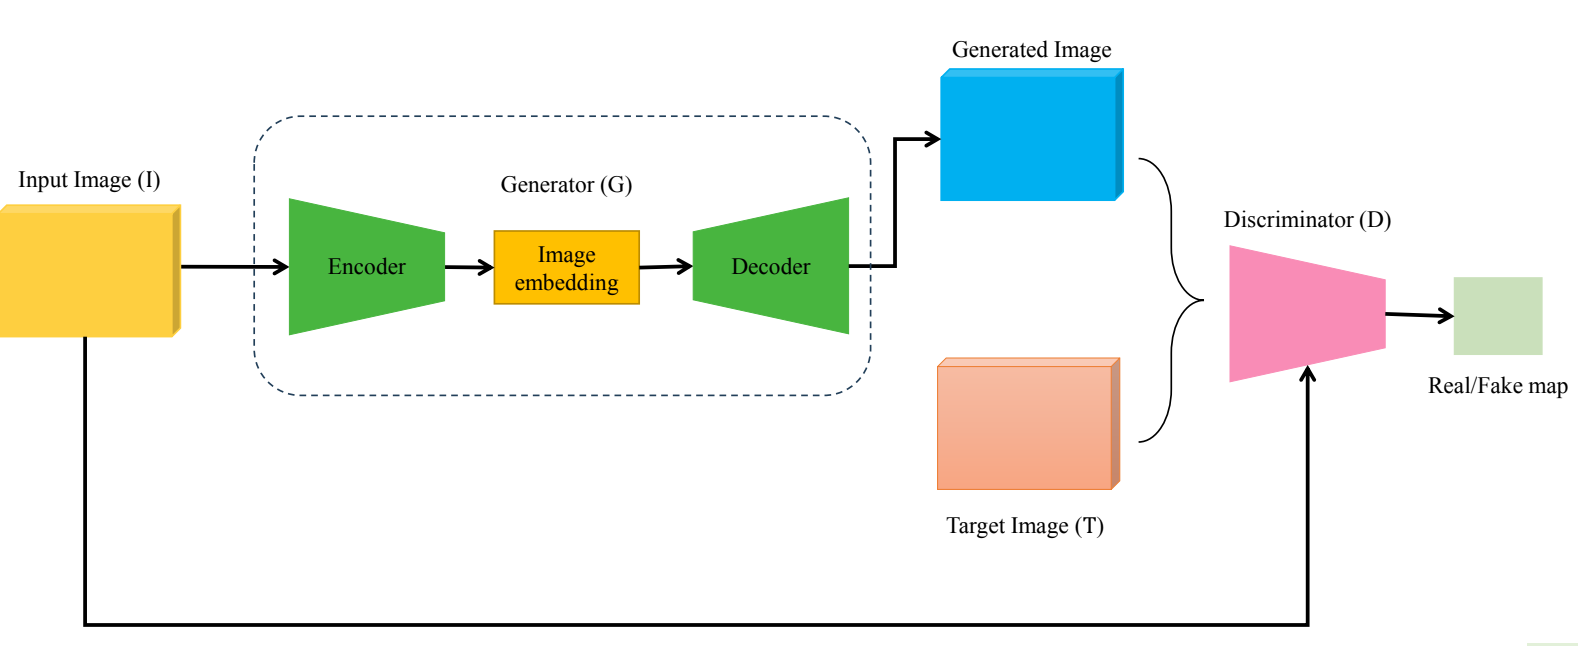 Generated Image
Input Image (I)
Generator (G)
Encoder
Image
embedding
Decoder
Discriminator (D)
Real/Fake map
Target Image (T)